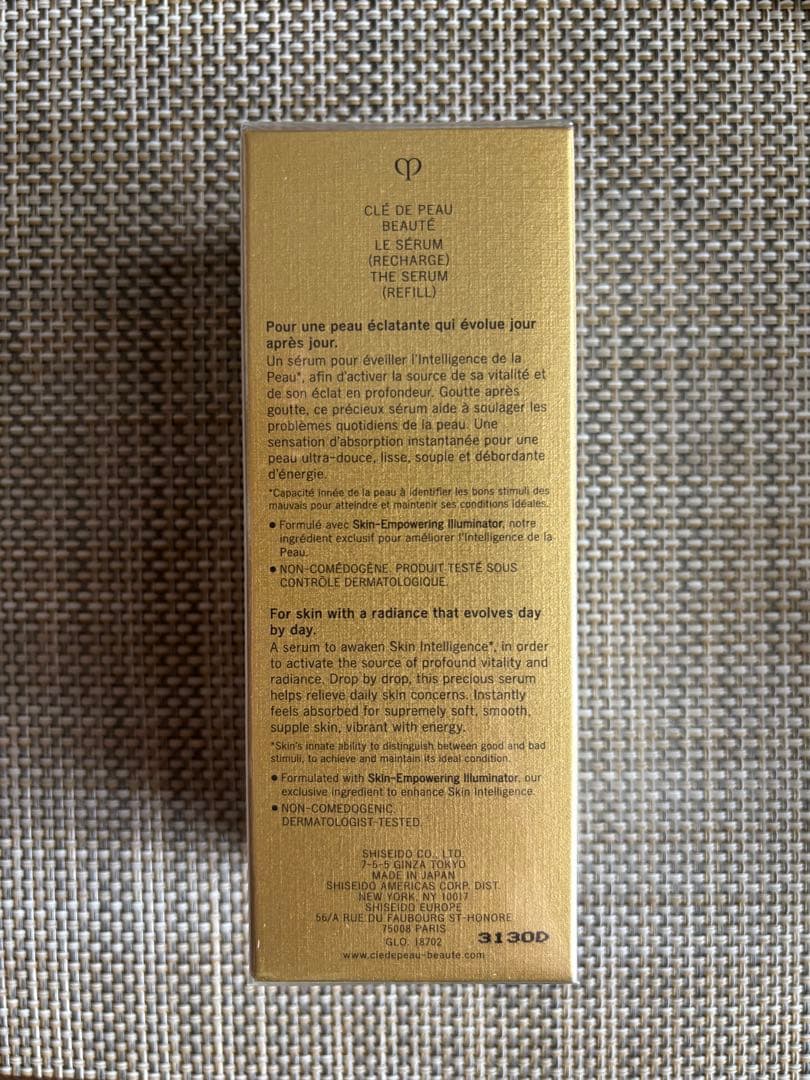 CLÉ DE PEAU
BEAUTÉ
LE SÉRUM
(RECHARGE)
THE SERUM
(REFILL)
Pour une peau éclatante qui évolue jour
après jour.
Un sérum pour éveiller l'Intelligence de la
Peau*, afin d'activer la source de sa vitalité et
de son éclat en profondeur. Goutte après
goutte, ce précieux sérum aide à soulager les
problèmes quotidiens de la peau. Une
sensation d'absorption instantanée pour une
peau ultra-douce, lisse, souple et débordante
d'énergie.
*Capacité innée de la peau à identifier les bons stimuli des
mauvais pour atteindre et maintenir ses conditions idéales.
● Formulé avec Skin-Empowering Illuminator, notre
ingrédient exclusif pour améliorer l'Intelligence de la
Peau.
● NON-COMÉDOGÈNE. PRODUIT TESTÉ SOUS
CONTRÔLE DERMATOLOGIQUE.
For skin with a radiance that evolves day
by day.
A serum to awaken Skin Intelligence*, in order
to activate the source of profound vitality and
radiance. Drop by drop, this precious serum
helps relieve daily skin concerns. Instantly
feels absorbed for supremely soft, smooth,
supple skin, vibrant with energy.
*Skin's innate ability to distinguish between good and bad
stimuli, to achieve and maintain its ideal condition.
● Formulated with Skin-Empowering Illuminator, our
exclusive ingredient to enhance Skin Intelligence.
● NON-COMEDOGENIC.
DERMATOLOGIST-TESTED.
SHISEIDO CO., LTD.
7-5-5 GINZA TOKYO
MADE IN JAPAN
SHISEIDO AMERICAS CORP. DIST.
NEW YORK, NY 10017
SHISEIDO EUROPE
56/A RUE DU FAUBOURG ST-HONORE
75008 PARIS
GLO. 18702
3130D
www.cledepeau-beaute.com